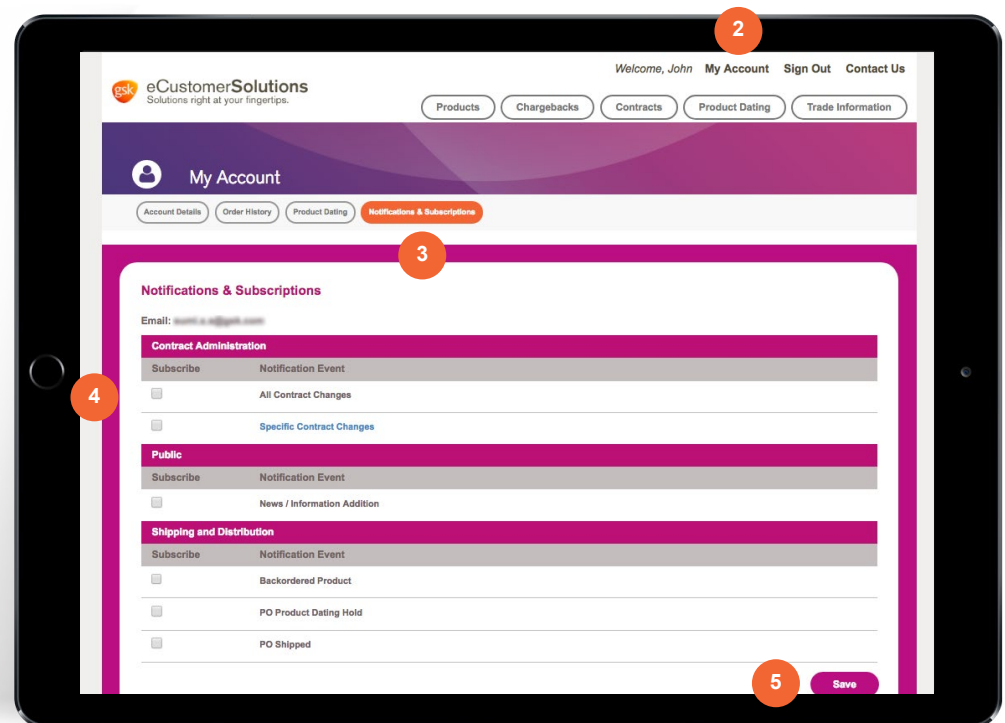 2
Welcome, John My Account Sign Out Contact Us
gsk eCustomerSolutions
Solutions right at your fingertips.
Products Chargebacks Contracts Product Dating Trade Information
My Account
Account Details Order History Product Dating Notifications & Subscriptions
3
Notifications & Subscriptions
Email:
Contract Administration
Subscribe Notification Event
4
All Contract Changes
Specific Contract Changes
Public
Subscribe Notification Event
News / Information Addition
Shipping and Distribution
Subscribe Notification Event
Backordered Product
PO Product Dating Hold
PO Shipped
5 Save